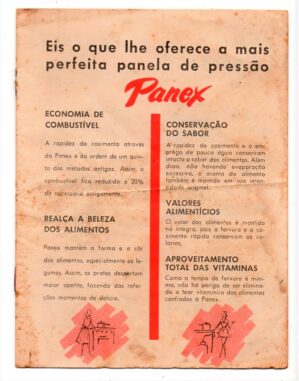 Eis o que lhe oferece a mais
perfeita panela de pressão
Panex
ECONOMIA DE
COMBUSTÍVEL
A rapidez do cozimento através
da Panex é da ordem de um quin-
to dos métodos antigos. Assim, o
combustível fica reduzido a 20%
do necessário antigamente.
REALÇA A BELEZA
DOS ALIMENTOS
Panex mantém a forma e a côr
dos alimentos, especialmente os le-
gumes. Assim, os pratos despertam
maior apetite, fazendo das refei-
ções momentos de delícia.
CONSERVAÇÃO
DO SABOR
A rapidez do cozimento e o em-
prêgo de pouca água conservam
intacto o sabor dos alimentos. Além
disso, não havendo evaporação
excessiva, o aroma do alimento
também é mantido em sua inten-
sidade original.
VALORES
ALIMENTÍCIOS
O valor dos alimentos é mantido
na íntegra, pois a fervura e o co-
zimento rápido conservam as ca-
lorias.
APROVEITAMENTO
TOTAL DAS VITAMINAS
Como o tempo de fervura é míni-
mo, não há perigo de ser elimina-
do o teor vitamínico dos alimentos
confiados à Panex.